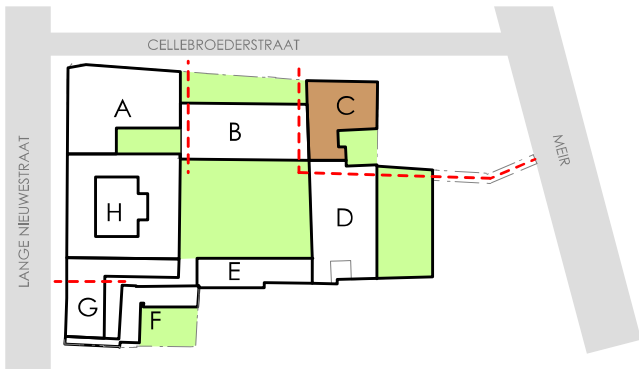 CELLEBROEDERSTRAAT
A
B
C
MEIR
LANGE NIEUWESTRAAT
H
D
E
G
F